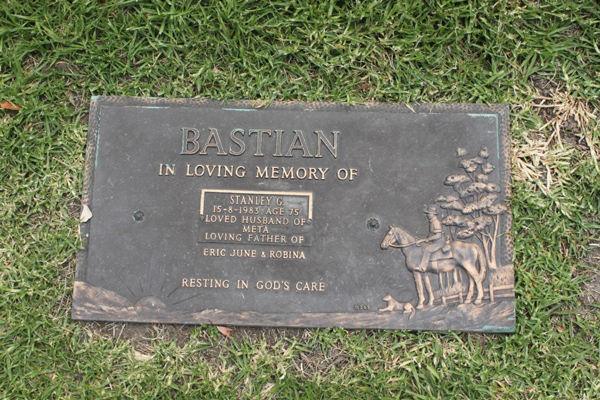 BASTIAN
IN LOVING MEMORY OF
STANLEY G.
15-8-1983 AGE 75
LOVED HUSBAND OF
META
LOVING FATHER OF
ERIC JUNE & ROBINA
RESTING IN GOD'S CARE